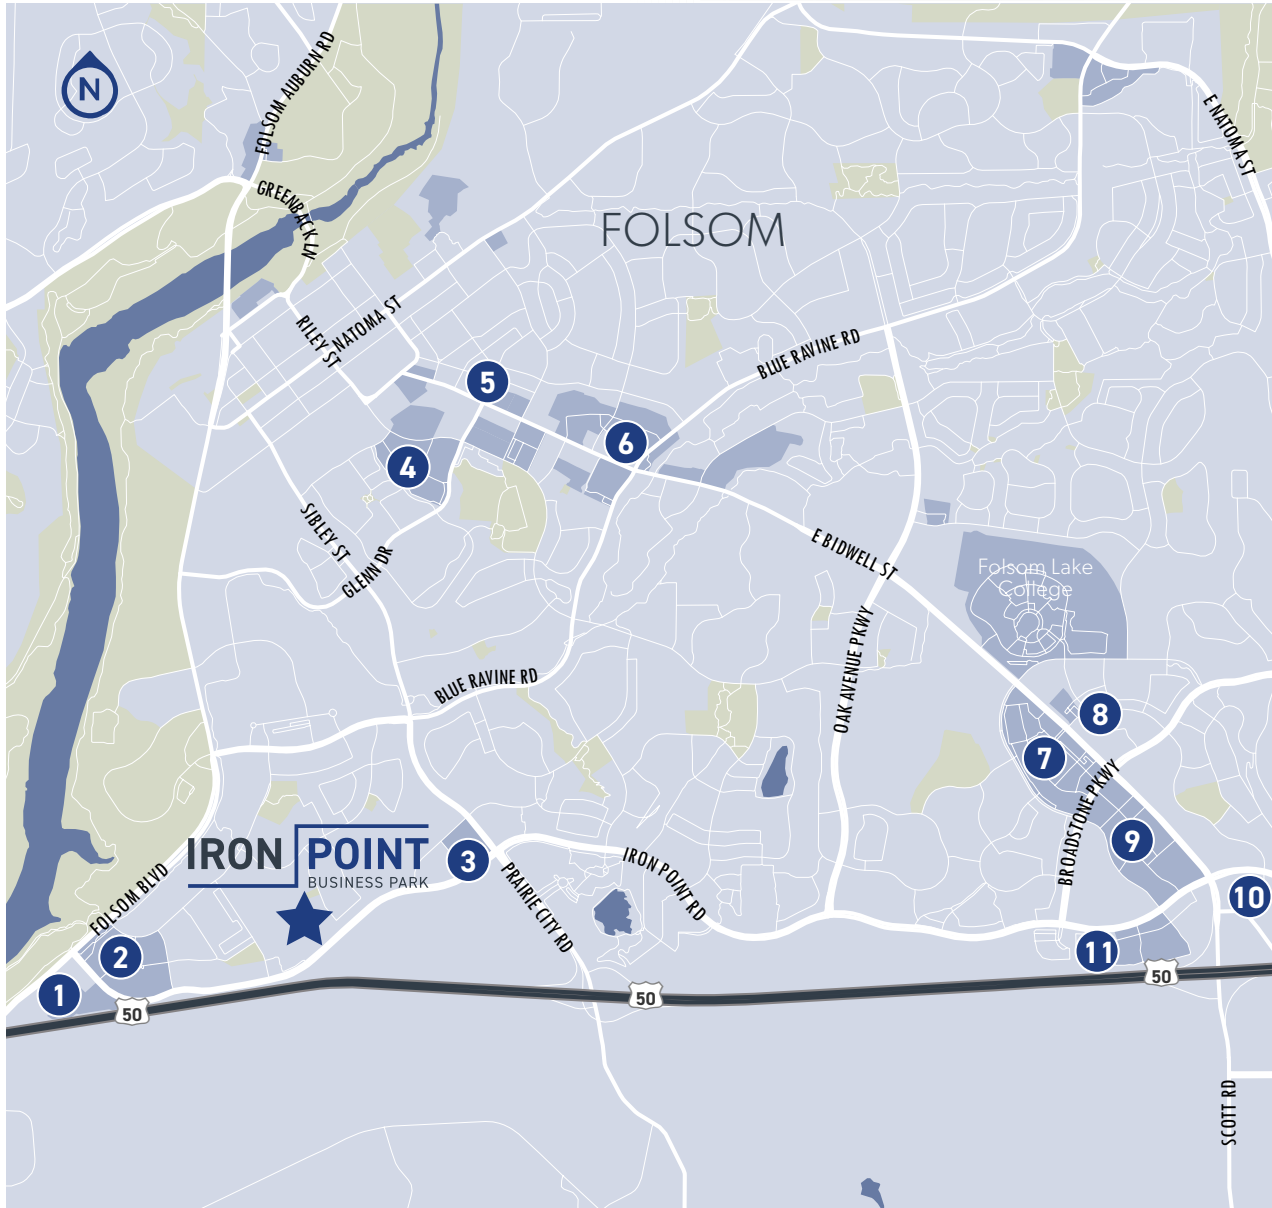 N
FOLSOM AUBURN RD
E NATOMA ST
GREENBACK LN
FOLSOM
NATOMA ST
RILEY ST
BLUE RAVINE RD
5
6
4
SIBLEY ST
GLENN DR
E BIDWELL ST
Folsom Lake
College
OAK AVENUE PKWY
BLUE RAVINE RD
8
7
BROADSTONE PKWY
9
IRON POINT
BUSINESS PARK
3
IRON POINT RD
PRAIRIE CITY RD
FOLSOM BLVD
10
2
11
1
50
50
50
SCOTT RD